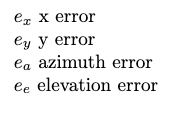 e_x x error
e_y y error
e_a azimuth error
e_e elevation error